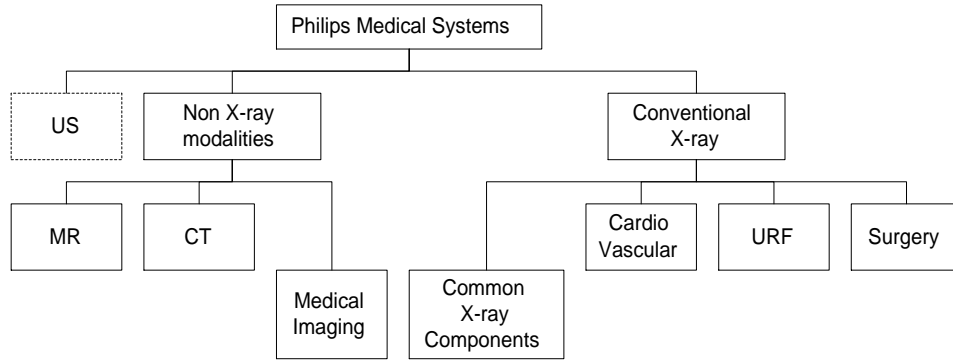 Philips Medical Systems
US
Non X-ray
modalities
Conventional
X-ray
MR
CT
Medical
Imaging
Common
X-ray
Components
Cardio
Vascular
URF
Surgery